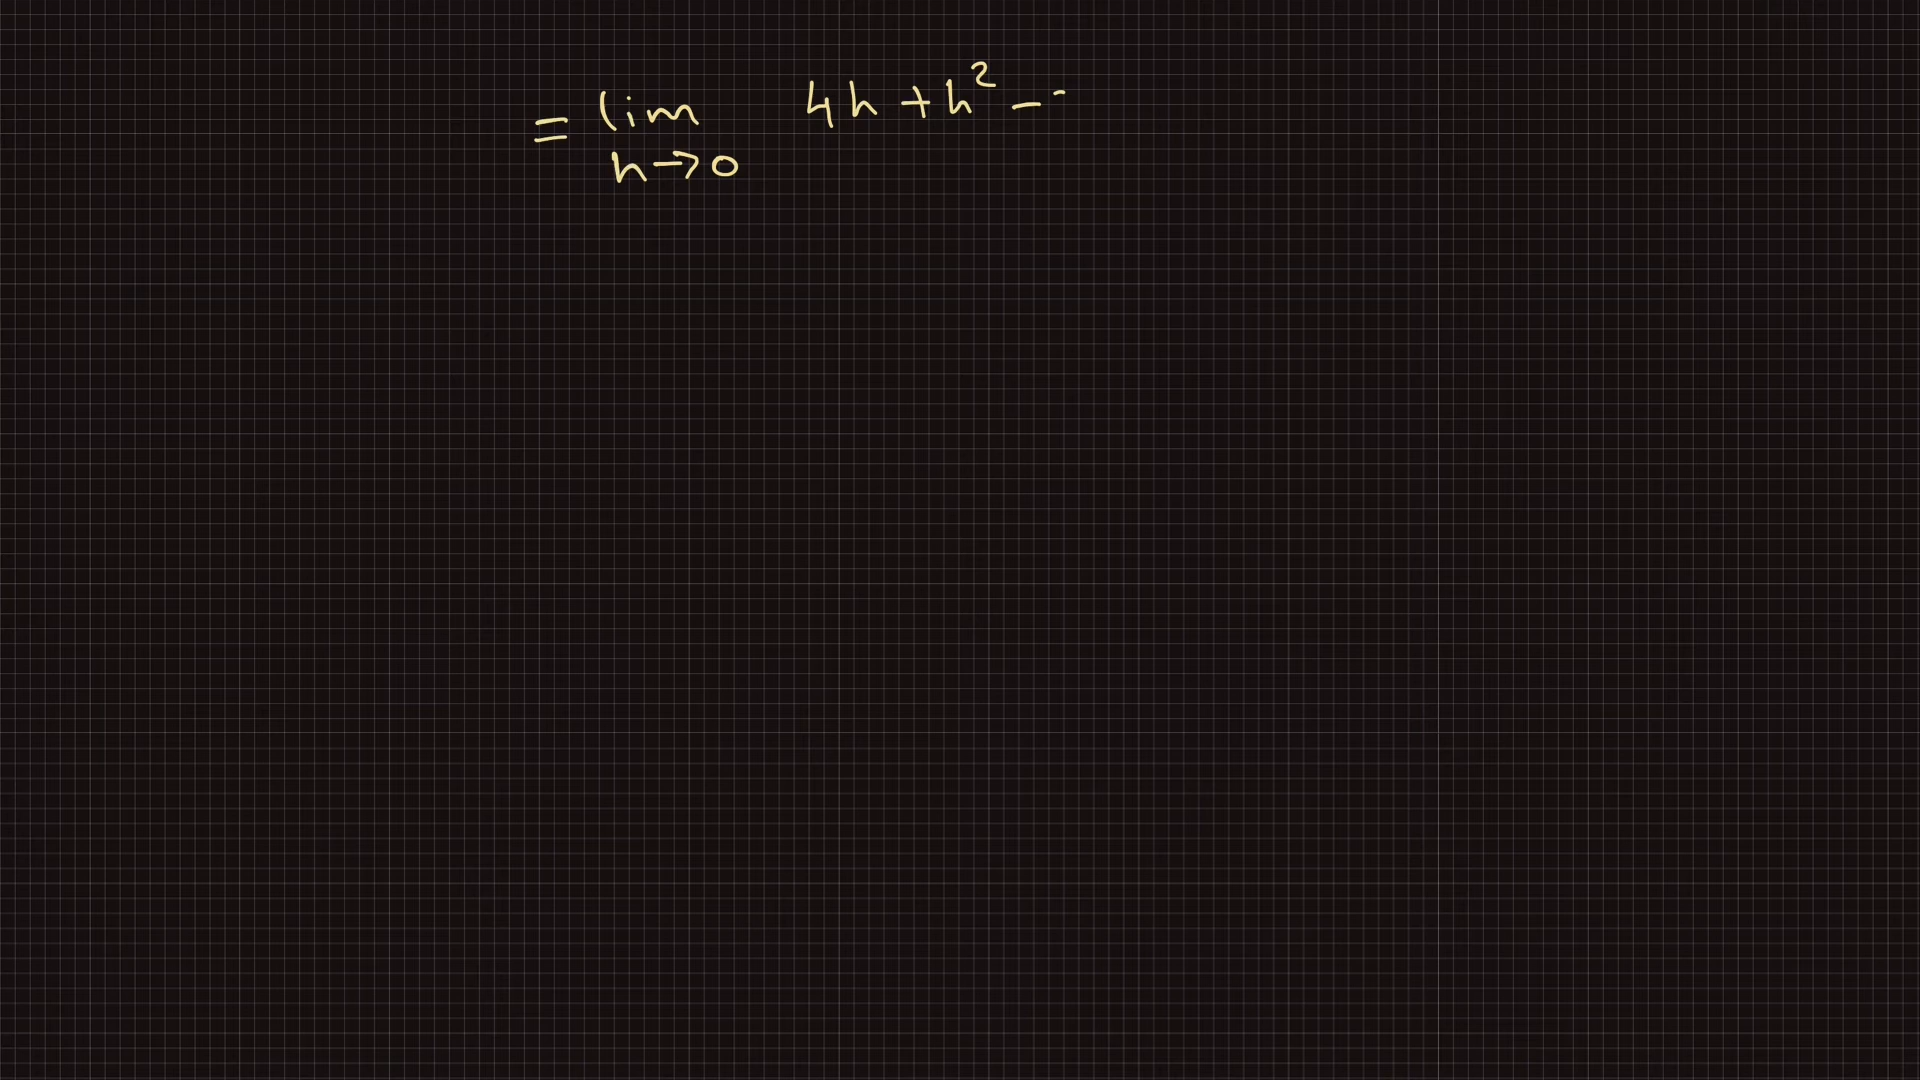 = lim 4h + h² -
h→0